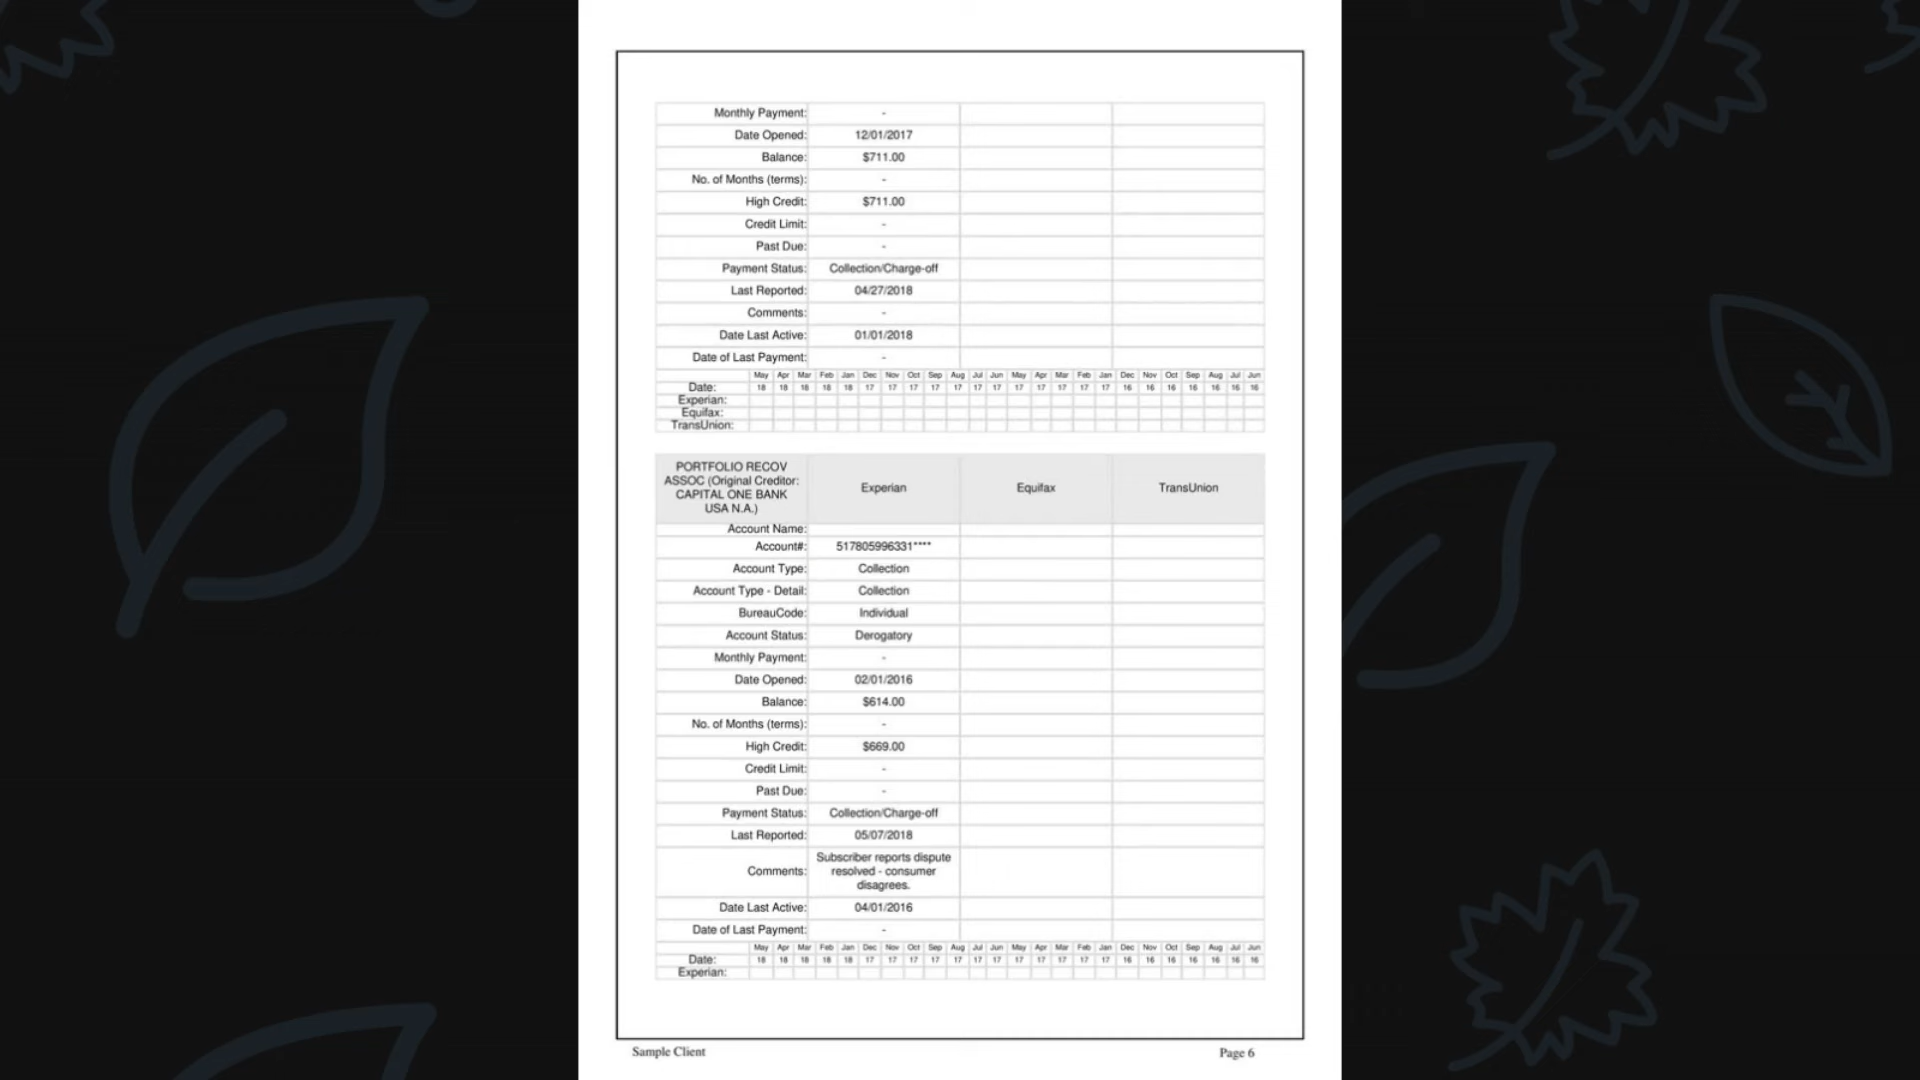 Monthly Payment: -
Date Opened: 12/01/2017
Balance: $711.00
No. of Months (terms): -
High Credit: $711.00
Credit Limit: -
Past Due: -
Payment Status: Collection/Charge-off
Last Reported: 04/27/2018
Comments: -
Date Last Active: 01/01/2018
Date of Last Payment: -
May Apr Mar Feb Jan Dec Nov Oct Sep Aug Jul Jun May Apr Mar Feb Jan Dec Nov Oct Sep Aug Jul Jun
Date: 18 18 18 18 18 17 17 17 17 17 17 17 17 17 17 17 17 16 16 16 16 16 16 16
Experian:
Equifax:
TransUnion:
PORTFOLIO RECOV
ASSOC (Original Creditor:
CAPITAL ONE BANK
USA N.A.)
Experian Equifax TransUnion
Account Name:
Account#: 517805996331****
Account Type: Collection
Account Type - Detail: Collection
BureauCode: Individual
Account Status: Derogatory
Monthly Payment: -
Date Opened: 02/01/2016
Balance: $614.00
No. of Months (terms): -
High Credit: $669.00
Credit Limit: -
Past Due: -
Payment Status: Collection/Charge-off
Last Reported: 05/07/2018
Comments: Subscriber reports dispute
resolved - consumer
disagrees.
Date Last Active: 04/01/2016
Date of Last Payment: -
May Apr Mar Feb Jan Dec Nov Oct Sep Aug Jul Jun May Apr Mar Feb Jan Dec Nov Oct Sep Aug Jul Jun
Date: 18 18 18 18 18 17 17 17 17 17 17 17 17 17 17 17 17 16 16 16 16 16 16 16
Experian:
Sample Client Page 6